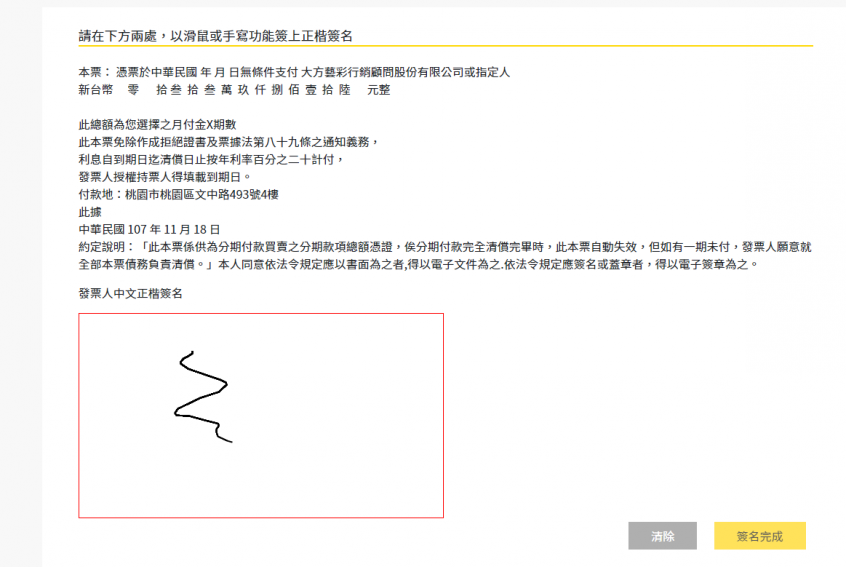 請在下方兩處，以滑鼠或手寫功能簽上正楷簽名
本票： 憑票於中華民國 年 月 日無條件支付 大方藝彩行銷顧問股份有限公司或指定人
新台幣 零 拾 叁 拾 叁 萬 玖 仟 捌 佰 壹 拾 陸 元整
此總額為您選擇之月付金X期數
此本票免除作成拒絕證書及票據法第八十九條之通知義務，
利息自到期日迄清償日止按年利率百分之二十計付，
發票人授權持票人得填載到期日。
付款地：桃園市桃園區文中路493號4樓
此據
中華民國 107 年 11 月 18 日
約定說明：「此本票係供為分期付款買賣之分期款項總額憑證，俟分期付款完全清償完畢時，此本票自動失效，但如有一期未付，發票人願意就
全部本票債務負責清償。」本人同意依法令規定應以書面為之者,得以電子文件為之.依法令規定應簽名或蓋章者，得以電子簽章為之。
發票人中文正楷簽名
清除
簽名完成